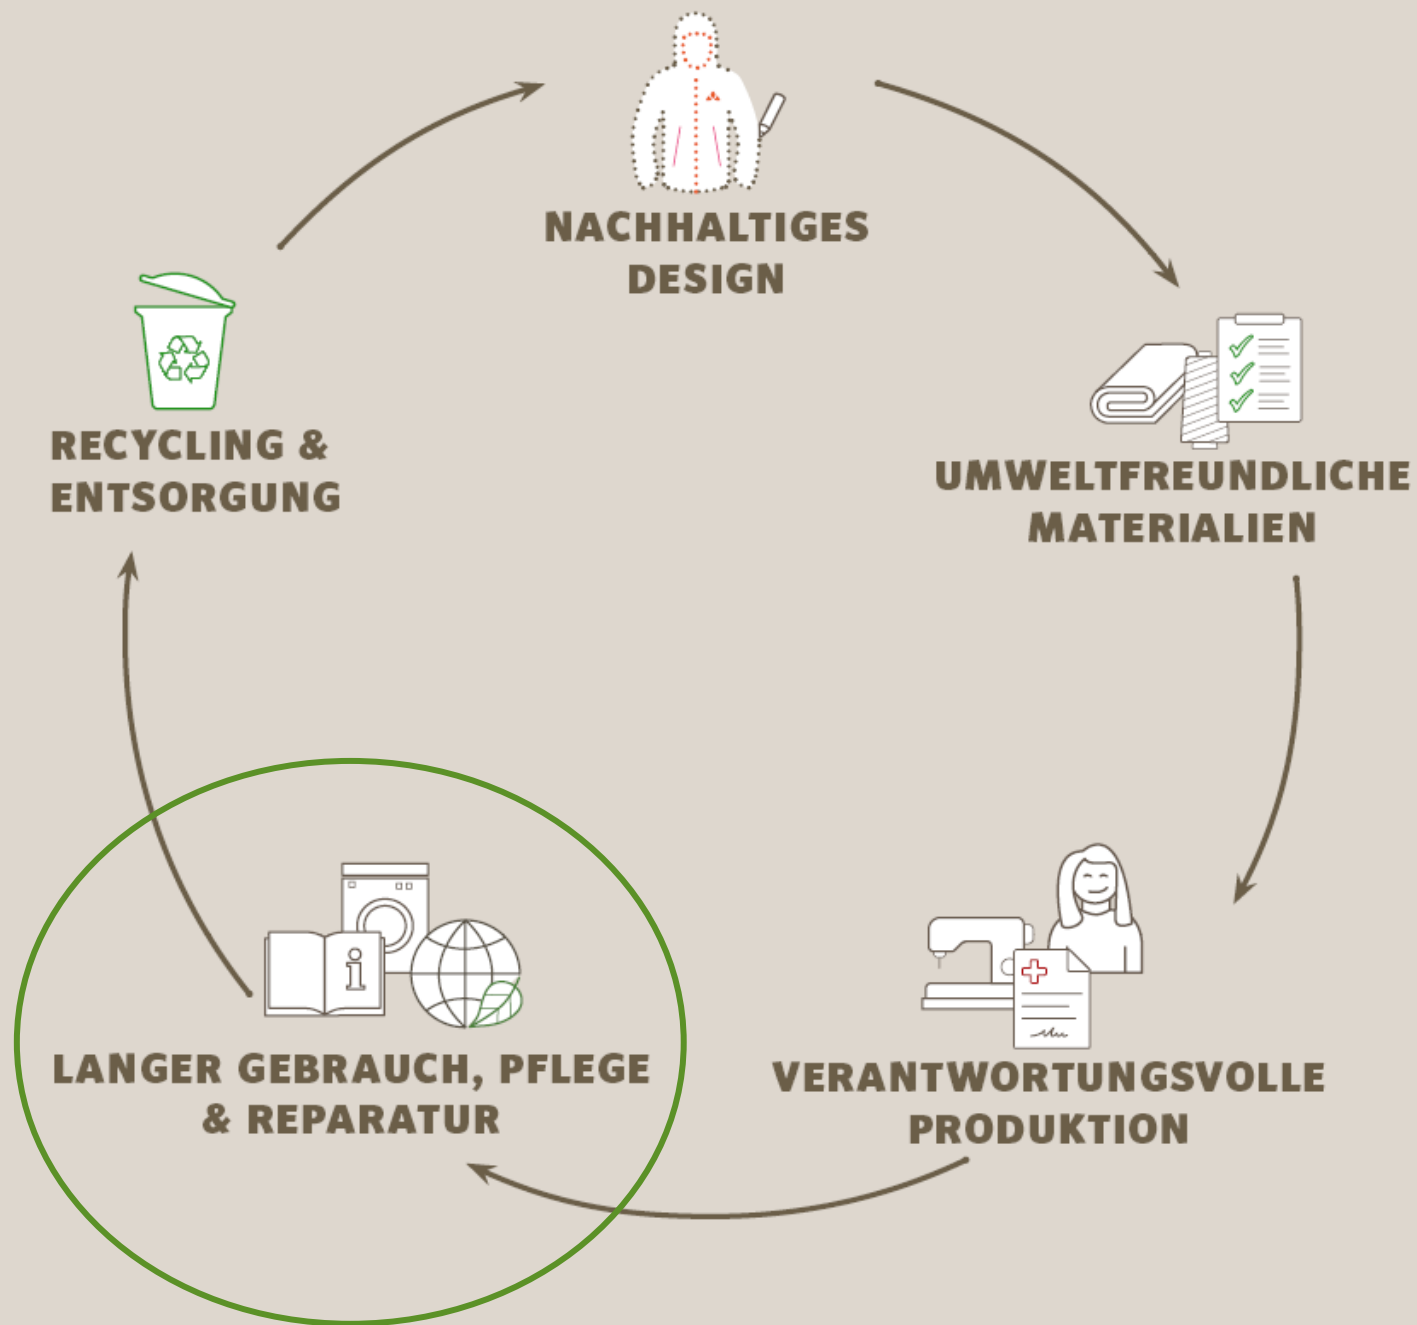 NACHHALTIGES
DESIGN
UMWELTFREUNDLICHE
MATERIALIEN
VERANTWORTUNGSVOLLE
PRODUKTION
LANGER GEBRAUCH, PFLEGE
& REPARATUR
i
RECYCLING &
ENTSORGUNG